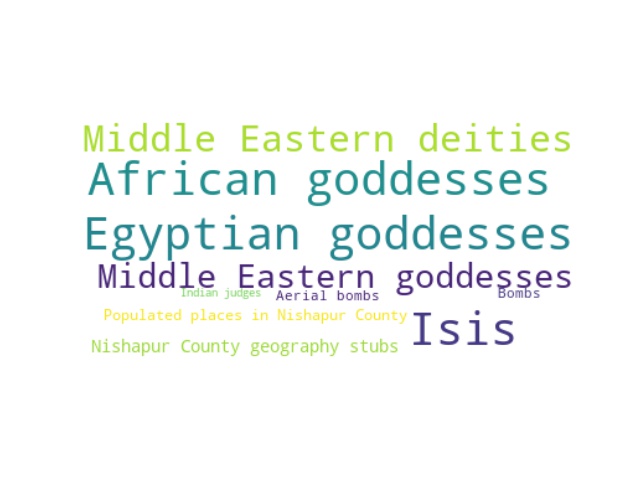 Middle Eastern deities
African goddesses
Egyptian goddesses
Middle Eastern goddesses
Indian judges
Aerial bombs
Bombs
Populated places in Nishapur County
Isis
Nishapur County geography stubs